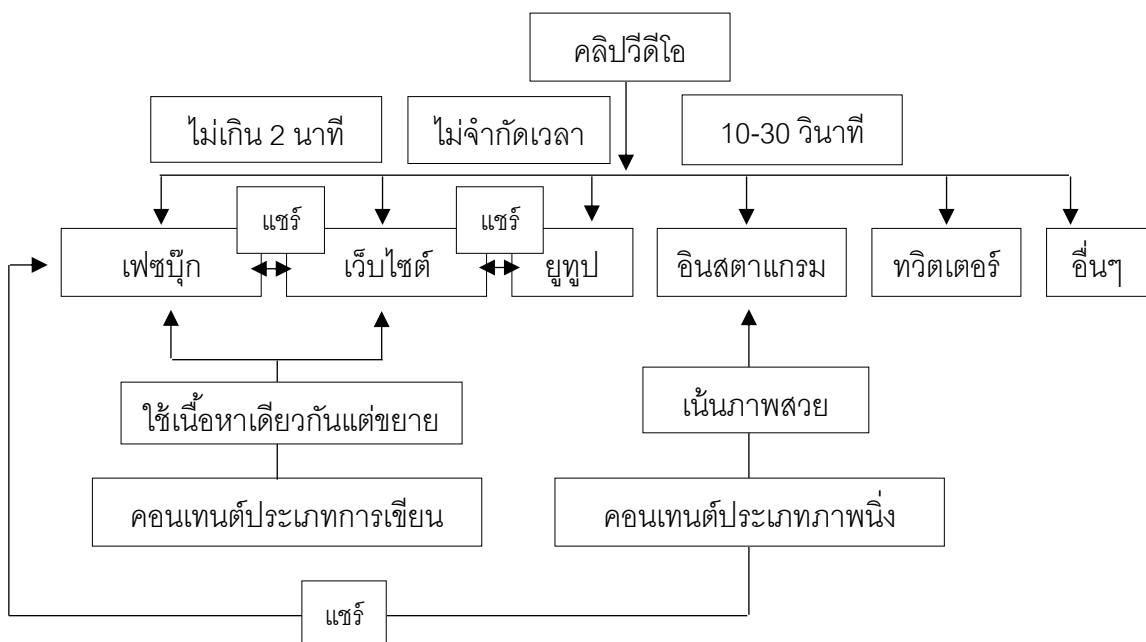 คลิปวีดีโอ
ไม่เกิน 2 นาที
ไม่จำกัดเวลา
10-30 วินาที
แชร์
แชร์
เฟซบุ๊ก
เว็บไซต์
ยูทูป
อินสตาแกรม
ทวิตเตอร์
อื่นๆ
ใช้เนื้อหาเดียวกันแต่ขยาย
เน้นภาพสวย
คอนเทนต์ประเภทการเขียน
คอนเทนต์ประเภทภาพนิ่ง
แชร์